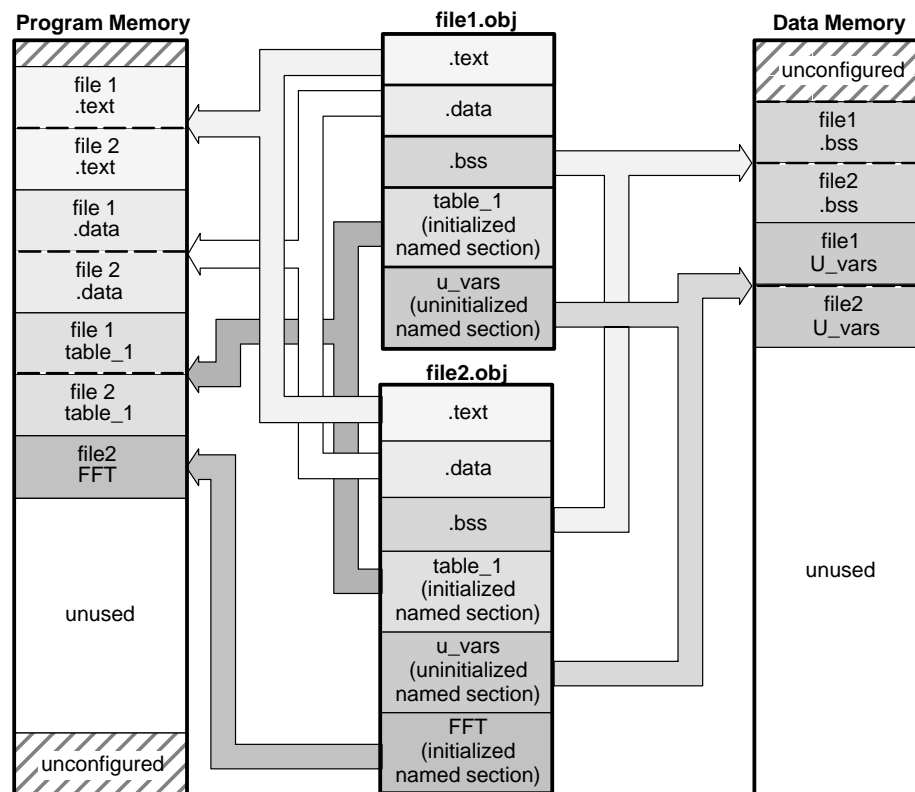 Program Memory
file 1
.text
file 2
.text
file 1
.data
file 2
.data
file 1
table_1
file 2
table_1
file2
FFT
unused
unconfigured
file1.obj
.text
.data
.bss
table_1
(initialized
named section)
u_vars
(uninitialized
named section)
file2.obj
.text
.data
.bss
table_1
(initialized
named section)
u_vars
(uninitialized
named section)
FFT
(initialized
named section)
Data Memory
unconfigured
file1
.bss
file2
.bss
file1
U_vars
file2
U_vars
unused